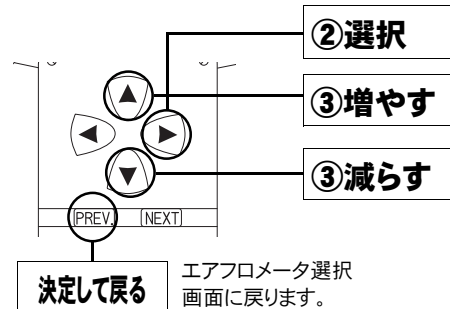 ②選択
③増やす
③減らす
PREV.
NEXT
決定して戻る
エアフロメータ選択
画面に戻ります。